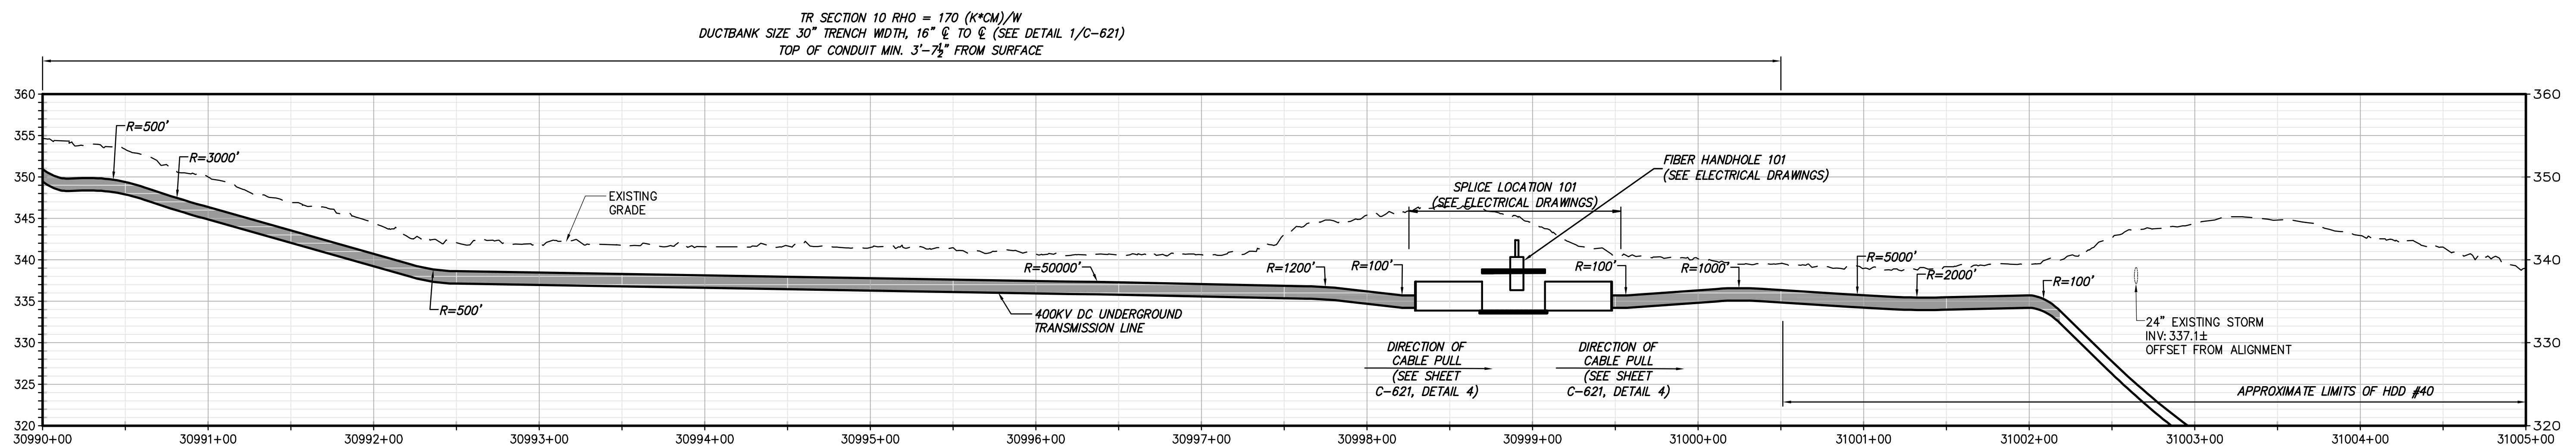 TR SECTION 10 RHO = 170 (K*CM)/W
DUCTBANK SIZE 30" TRENCH WIDTH, 16" ℄ TO ℄ (SEE DETAIL 1/C-621)
TOP OF CONDUIT MIN. 3'-7½" FROM SURFACE
360
355
350
345
340
335
330
325
320
360
350
340
330
320
R=500'
R=3000'
EXISTING
GRADE
R=500'
R=50000'
400KV DC UNDERGROUND
TRANSMISSION LINE
R=1200'
R=100'
SPLICE LOCATION 101
(SEE ELECTRICAL DRAWINGS)
FIBER HANDHOLE 101
(SEE ELECTRICAL DRAWINGS)
R=100'
R=1000'
R=5000'
R=2000'
R=100'
24" EXISTING STORM
INV: 337.1±
OFFSET FROM ALIGNMENT
DIRECTION OF
CABLE PULL
(SEE SHEET
C-621, DETAIL 4)
DIRECTION OF
CABLE PULL
(SEE SHEET
C-621, DETAIL 4)
APPROXIMATE LIMITS OF HDD #40
30990+00 30991+00 30992+00 30993+00 30994+00 30995+00 30996+00 30997+00 30998+00 30999+00 31000+00 31001+00 31002+00 31003+00 31004+00 31005+00